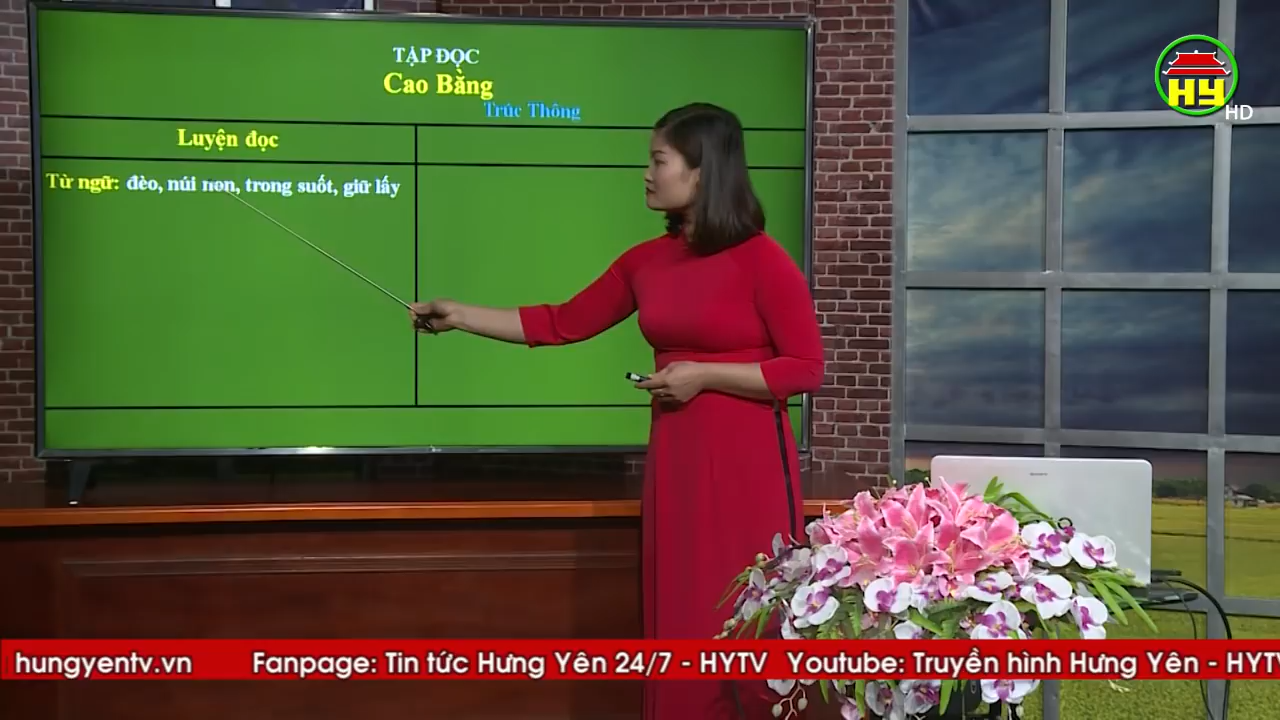 TẬP ĐỌC
Cao Bằng
Trúc Thông
Luyện đọc
Từ ngữ: đèo, núi non, trong suốt, giữ lấy
HY
HD
hungyentv.vn Fanpage: Tin tức Hưng Yên 24/7 - HYTV Youtube: Truyền hình Hưng Yên - HYTV